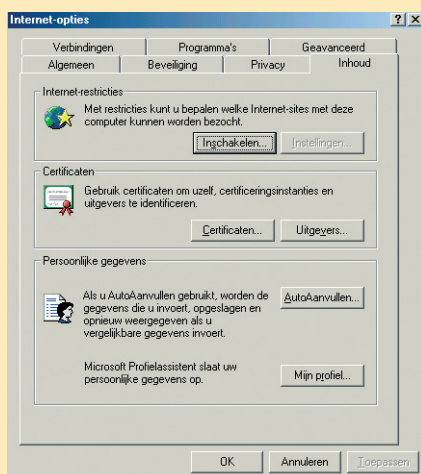 Internet-opties
Verbindingen Programma's Geavanceerd
Algemeen Beveiliging Privacy Inhoud
Internet-restricties
Met restricties kunt u bepalen welke Internet-sites met deze
computer kunnen worden bezocht.
Inschakelen... Instellingen...
Certificaten
Gebruik certificaten om uzelf, certificeringsinstanties en
uitgevers te identificeren.
Certificaten... Uitgevers...
Persoonlijke gegevens
Als u AutoAanvullen gebruikt, worden de
gegevens die u invoert, opgeslagen en
opnieuw weergegeven als u
vergelijkbare gegevens invoert.
AutoAanvullen...
Microsoft Profielassistent slaat uw
persoonlijke gegevens op.
Mijn profiel...
OK Annuleren Toepassen